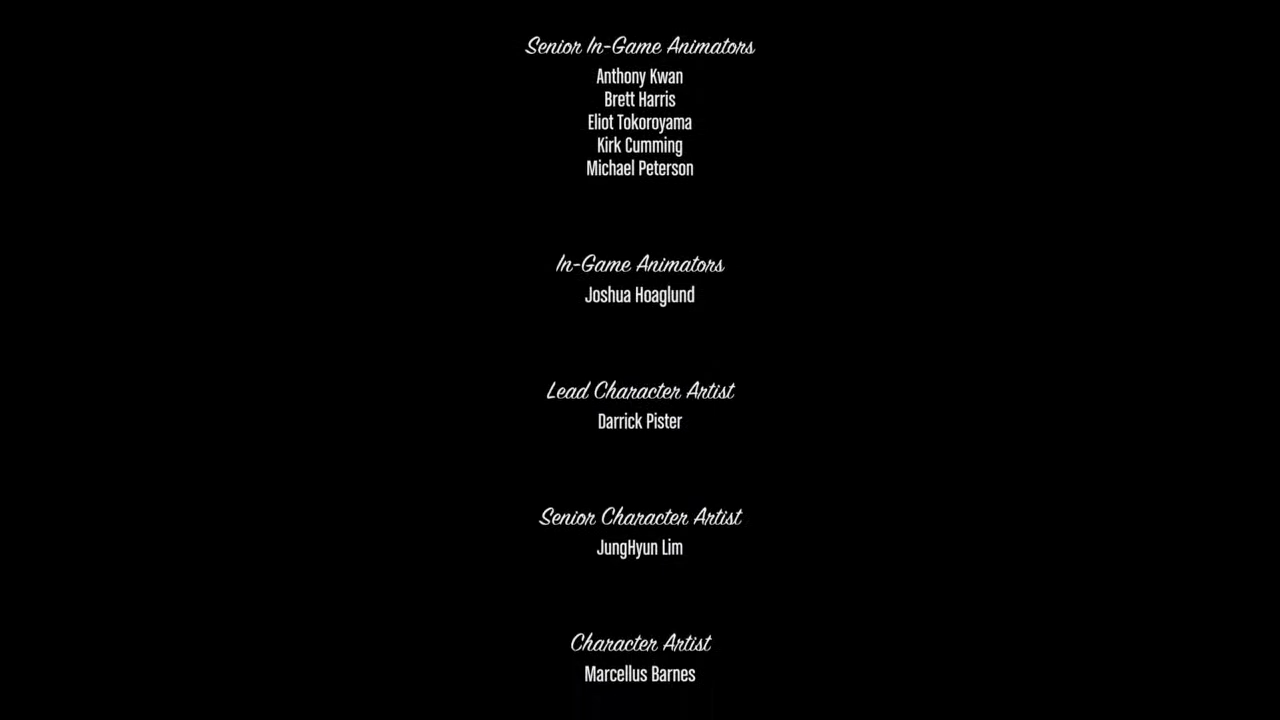 Senior In-Game Animators
Anthony Kwan
Brett Harris
Eliot Tokoroyama
Kirk Cumming
Michael Peterson
In-Game Animators
Joshua Hoaglund
Lead Character Artist
Darrick Pister
Senior Character Artist
JungHyun Lim
Character Artist
Marcellus Barnes